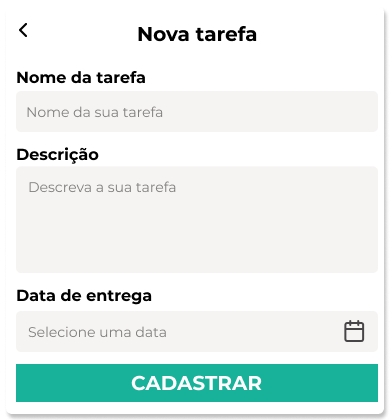 Nova tarefa
Nome da tarefa
Nome da sua tarefa
Descrição
Descreva a sua tarefa
Data de entrega
Selecione uma data
CADASTRAR